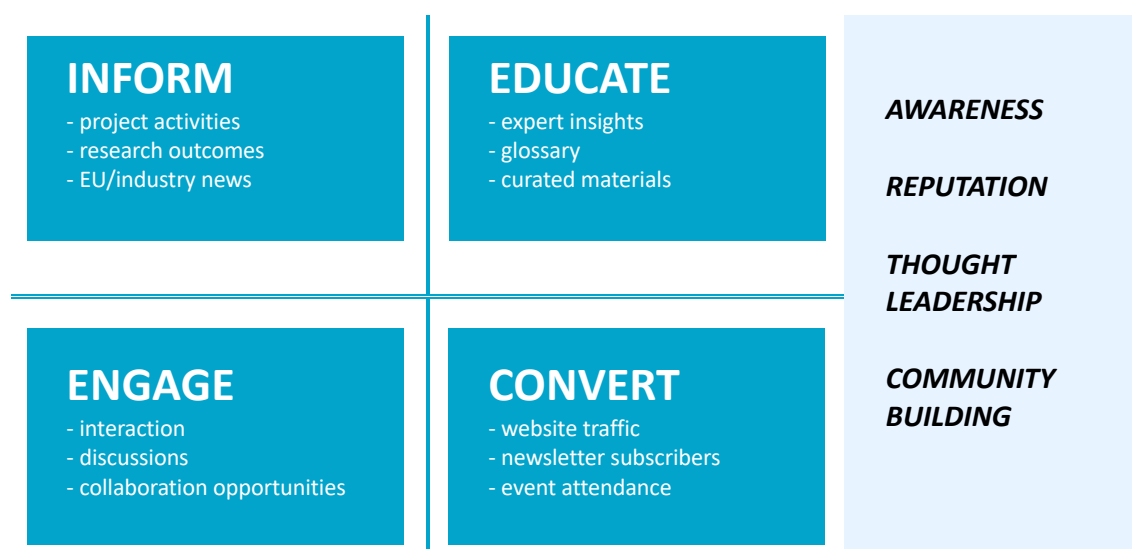 INFORM
- project activities
- research outcomes
- EU/industry news
EDUCATE
- expert insights
- glossary
- curated materials
ENGAGE
- interaction
- discussions
- collaboration opportunities
CONVERT
- website traffic
- newsletter subscribers
- event attendance
AWARENESS
REPUTATION
THOUGHT
LEADERSHIP
COMMUNITY
BUILDING